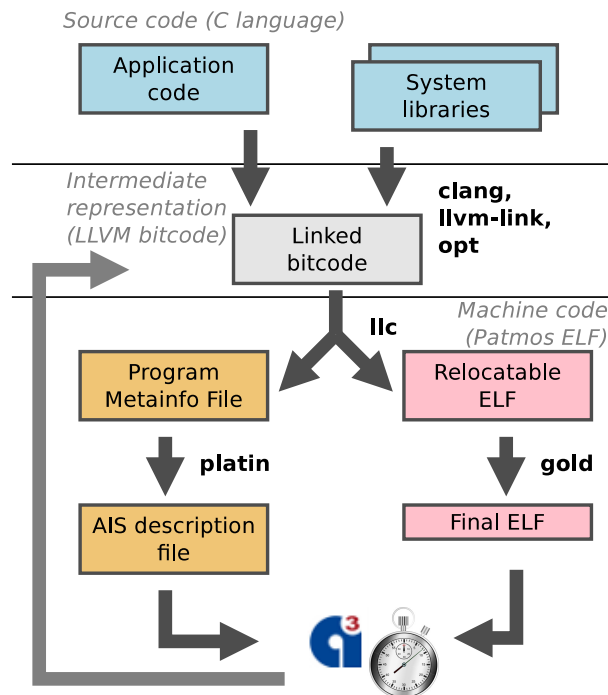 Source code (C language)
Application
code
System
libraries
Intermediate
representation
(LLVM bitcode)
clang,
llvm-link,
opt
Linked
bitcode
llc
Machine code
(Patmos ELF)
Program
Metainfo File
Relocatable
ELF
platin
gold
AIS description
file
Final ELF
a3